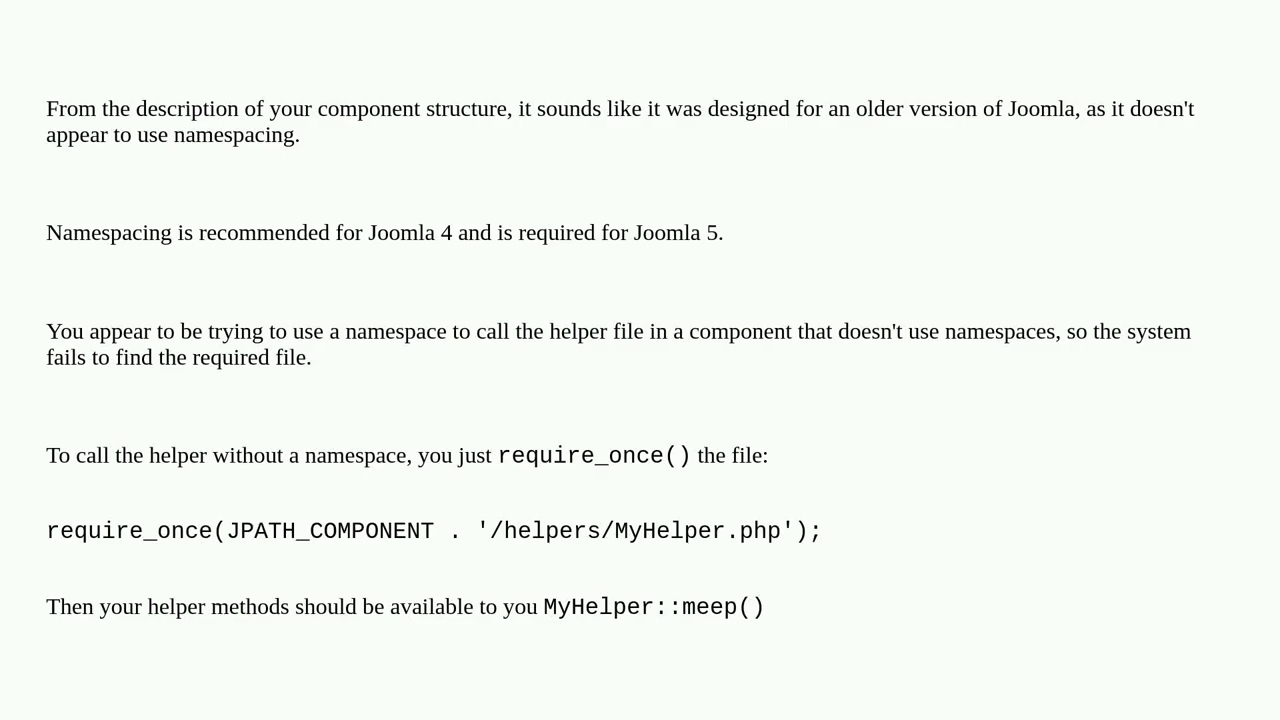 From the description of your component structure, it sounds like it was designed for an older version of Joomla, as it doesn't
appear to use namespacing.
Namespacing is recommended for Joomla 4 and is required for Joomla 5.
You appear to be trying to use a namespace to call the helper file in a component that doesn't use namespaces, so the system
fails to find the required file.
To call the helper without a namespace, you just require_once() the file:
require_once(JPATH_COMPONENT . '/helpers/MyHelper.php');
Then your helper methods should be available to you MyHelper::meep()